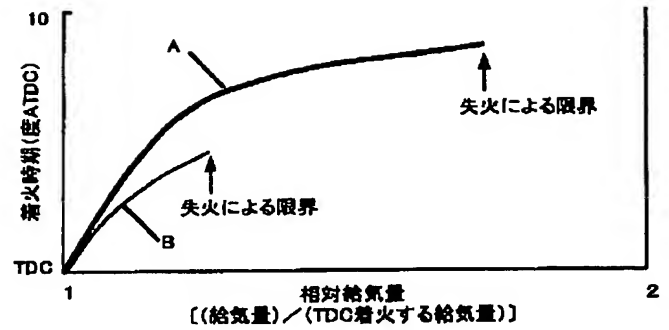 10
A
着火時期(度ATDC)
失火による限界
失火による限界
B
TDC
1
2
相対給気量
[(給気量)/(TDC着火する給気量)]